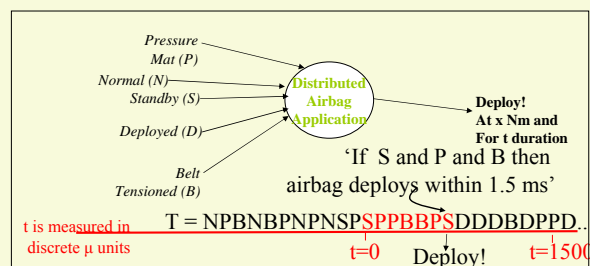 Pressure
Mat (P)
Normal (N)
Standby (S)
Deployed (D)
Belt
Tensioned (B)
Distributed
Airbag
Application
Deploy!
At x Nm and
For t duration
‘If S and P and B then
airbag deploys within 1.5 ms’
T = NPBNBPNPNSPSPPBBPSDDDBDPPD..
t is measured in
discrete μ units
t=0
Deploy!
t=1500